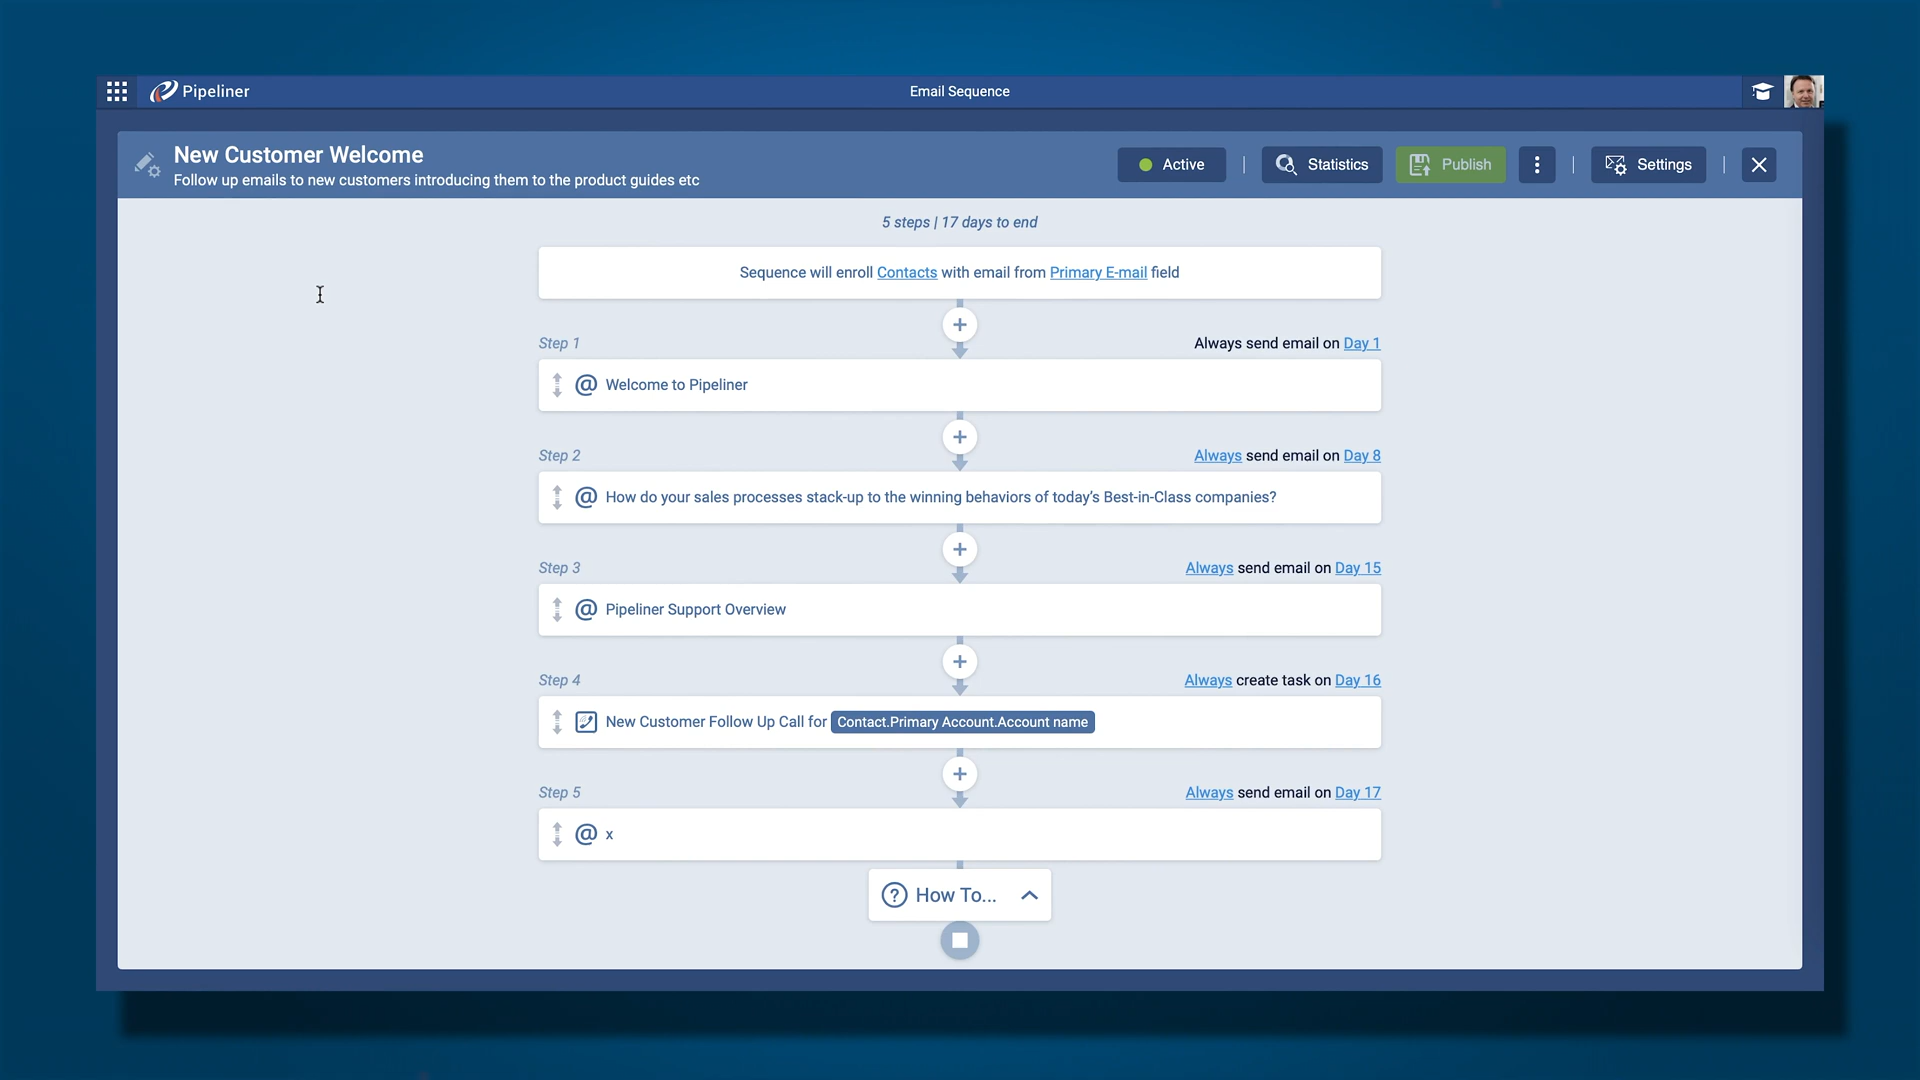 Pipeliner
Email Sequence
New Customer Welcome
Follow up emails to new customers introducing them to the product guides etc
Active
Statistics
Publish
Settings
5 steps | 17 days to end
Sequence will enroll Contacts with email from Primary E-mail field
Step 1
Always send email on Day 1
@ Welcome to Pipeliner
Step 2
Always send email on Day 8
@ How do your sales processes stack-up to the winning behaviors of today’s Best-in-Class companies?
Step 3
Always send email on Day 15
@ Pipeliner Support Overview
Step 4
Always create task on Day 16
New Customer Follow Up Call for Contact.Primary Account.Account name
Step 5
Always send email on Day 17
@ x
? How To...